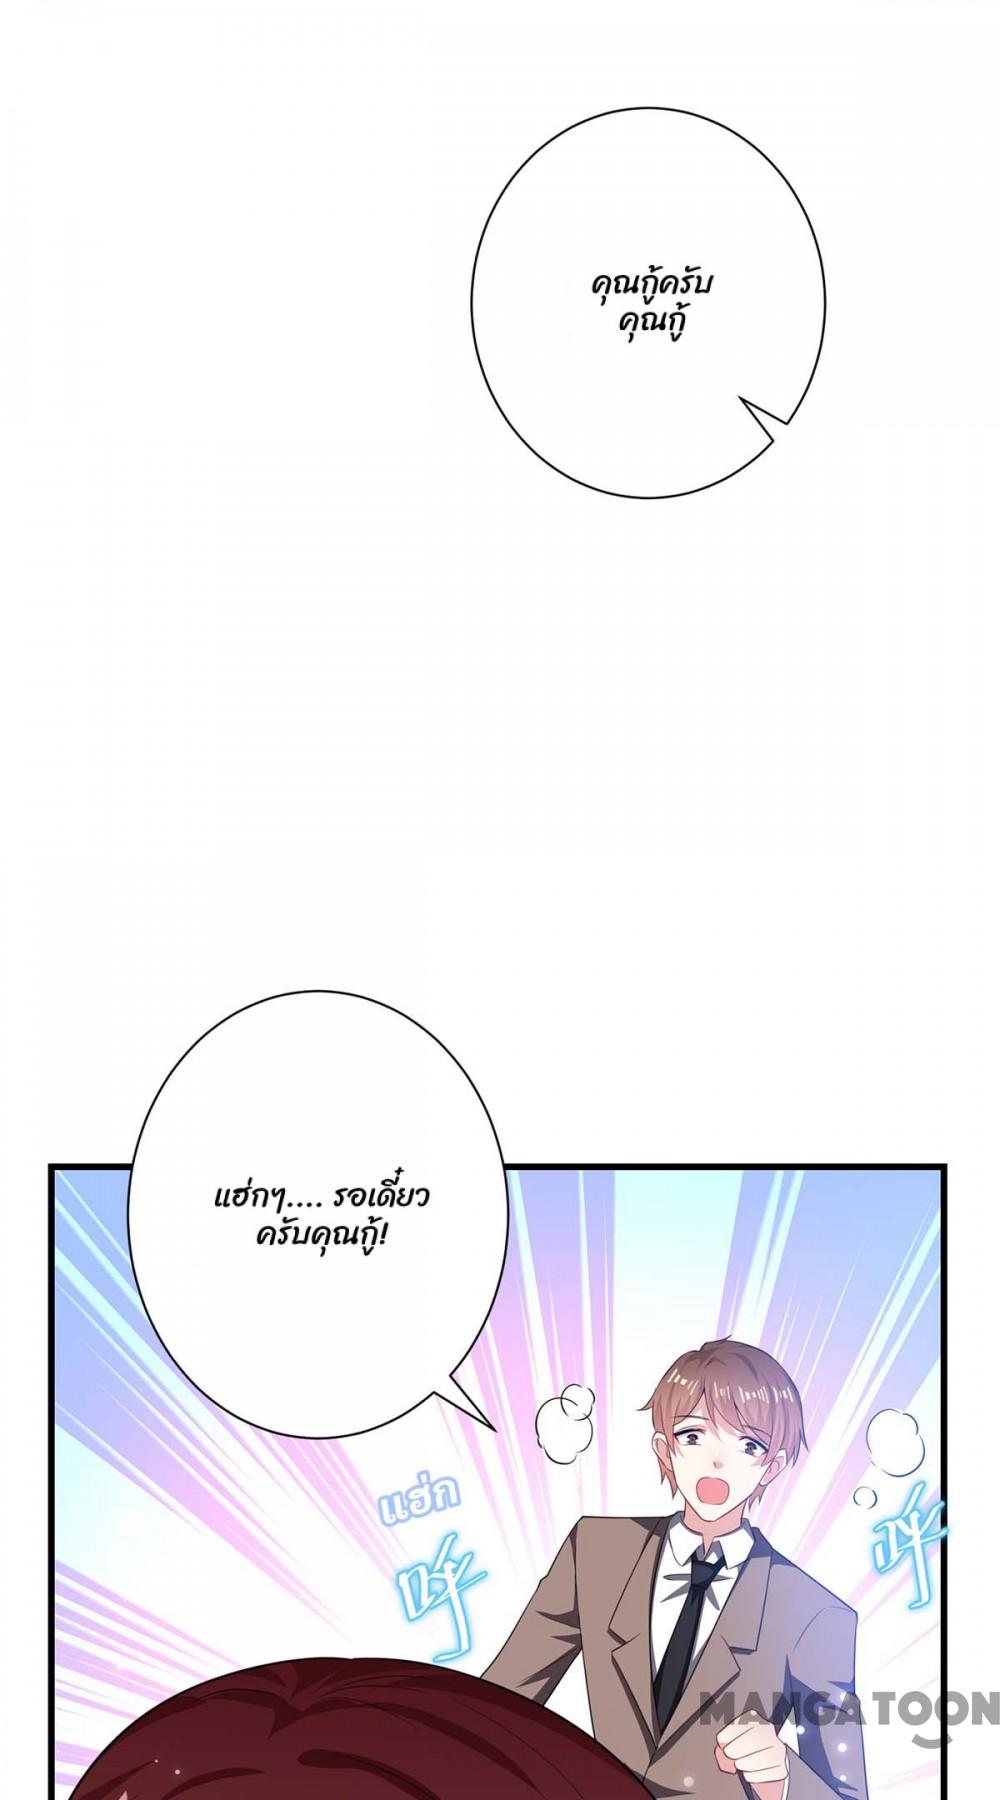 คุณกู้ครับ
คุณกู้
แฮ่กๆ.... รอเดี๋ยว
ครับคุณกู้!
แฮ่ก
呼
呼
MANGATOON